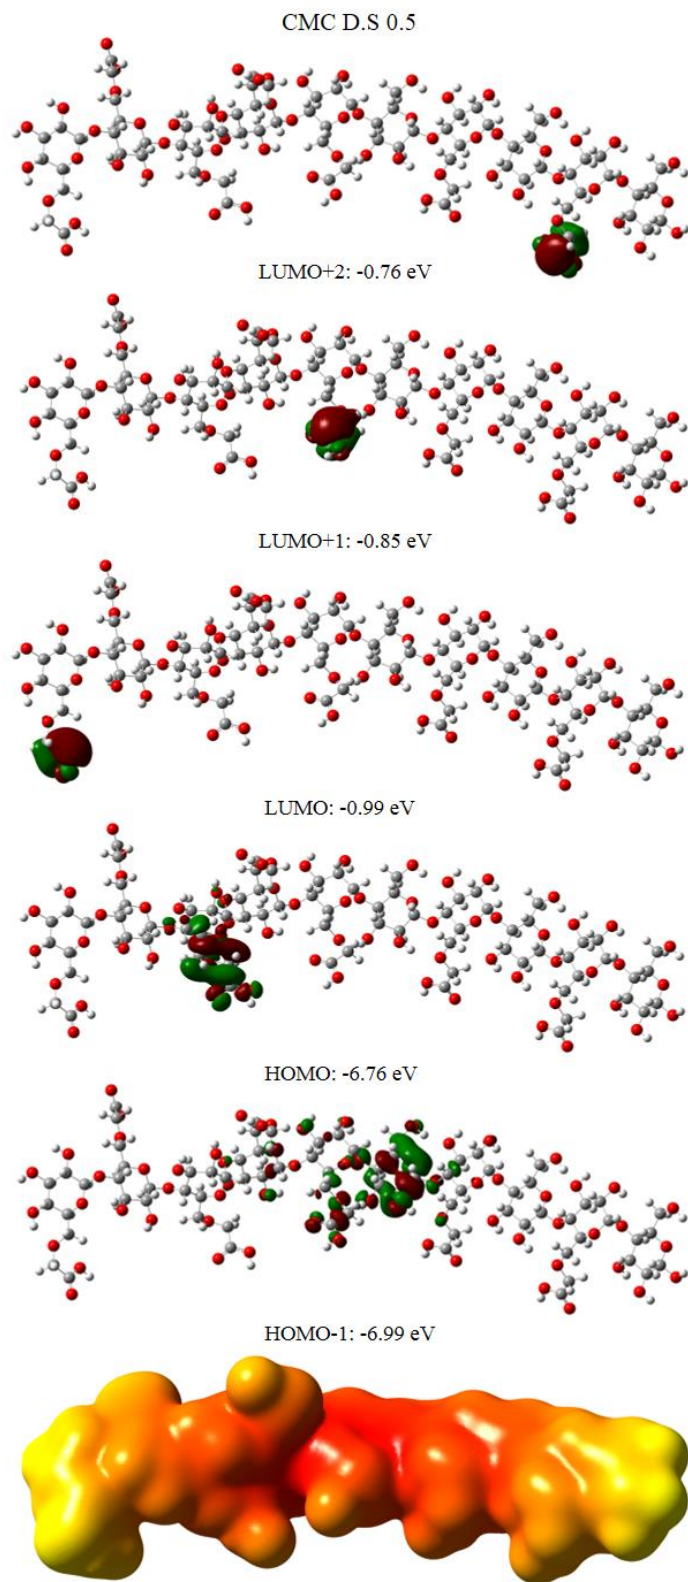 CMC D.S 0.5
LUMO+2: -0.76 eV
LUMO+1: -0.85 eV
LUMO: -0.99 eV
HOMO: -6.76 eV
HOMO-1: -6.99 eV